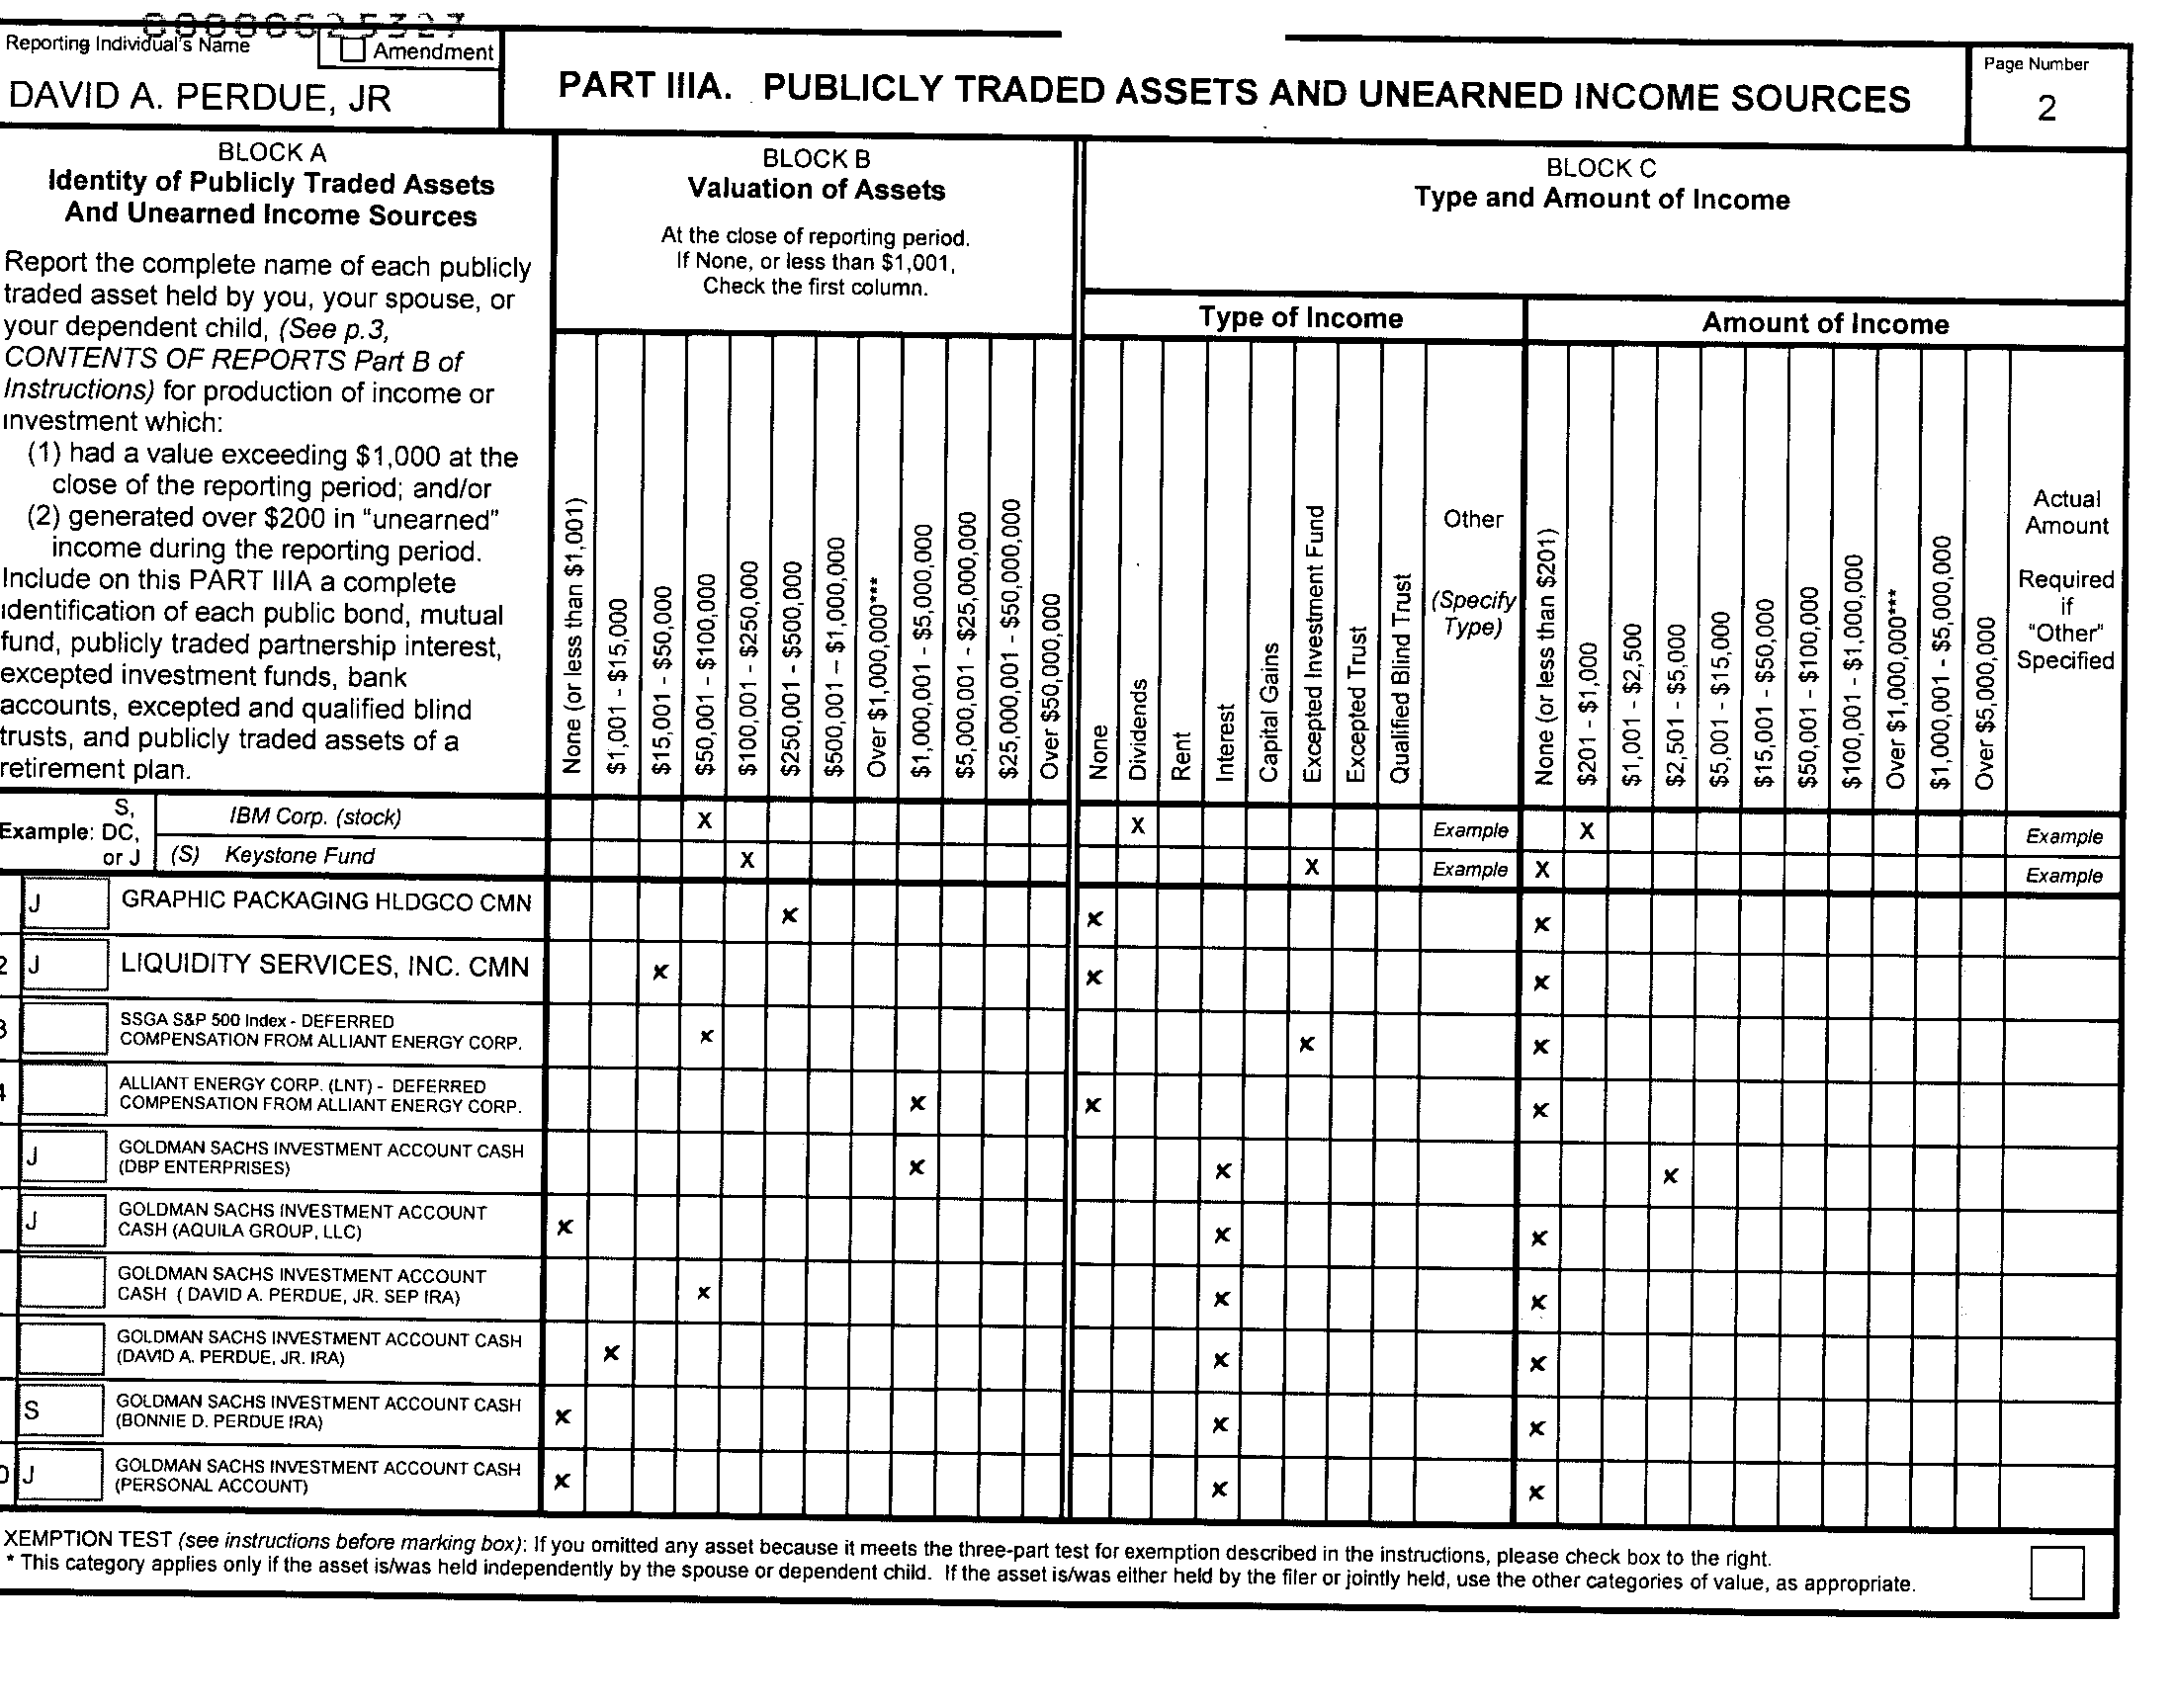 00000625327
Reporting Individual's Name
Amendment
DAVID A. PERDUE, JR
PART IIIA. PUBLICLY TRADED ASSETS AND UNEARNED INCOME SOURCES
Page Number
2
BLOCK A
Identity of Publicly Traded Assets
And Unearned Income Sources
Report the complete name of each publicly
traded asset held by you, your spouse, or
your dependent child, (See p.3,
CONTENTS OF REPORTS Part B of
Instructions) for production of income or
investment which:
(1) had a value exceeding $1,000 at the
close of the reporting period; and/or
(2) generated over $200 in "unearned"
income during the reporting period.
Include on this PART IIIA a complete
identification of each public bond, mutual
fund, publicly traded partnership interest,
excepted investment funds, bank
accounts, excepted and qualified blind
trusts, and publicly traded assets of a
retirement plan.
BLOCK B
Valuation of Assets
At the close of reporting period.
If None, or less than $1,001,
Check the first column.
None (or less than $1,001)
$1,001 - $15,000
$15,001 - $50,000
$50,001 - $100,000
$100,001 - $250,000
$250,001 - $500,000
$500,001 – $1,000,000
Over $1,000,000***
$1,000,001 - $5,000,000
$5,000,001 - $25,000,000
$25,000,001 - $50,000,000
Over $50,000,000
BLOCK C
Type and Amount of Income
Type of Income
None
Dividends
Rent
Interest
Capital Gains
Excepted Investment Fund
Excepted Trust
Qualified Blind Trust
Other
(Specify
Type)
Amount of Income
None (or less than $201)
$201 - $1,000
$1,001 - $2,500
$2,501 - $5,000
$5,001 - $15,000
$15,001 - $50,000
$50,001 - $100,000
$100,001 - $1,000,000
Over $1,000,000***
$1,000,001 - $5,000,000
Over $5,000,000
Actual
Amount
Required
if
"Other"
Specified
Example:
S,
DC,
or J
IBM Corp. (stock) X X Example X Example
(S) Keystone Fund X X Example X Example
J GRAPHIC PACKAGING HLDGCO CMN x x x
2 J LIQUIDITY SERVICES, INC. CMN x x x
3 SSGA S&P 500 Index - DEFERRED
COMPENSATION FROM ALLIANT ENERGY CORP. x x x
4 ALLIANT ENERGY CORP. (LNT) - DEFERRED
COMPENSATION FROM ALLIANT ENERGY CORP. x x x
J GOLDMAN SACHS INVESTMENT ACCOUNT CASH
(DBP ENTERPRISES) x x x
J GOLDMAN SACHS INVESTMENT ACCOUNT
CASH (AQUILA GROUP, LLC) x x x
GOLDMAN SACHS INVESTMENT ACCOUNT
CASH ( DAVID A. PERDUE, JR. SEP IRA) x x x
GOLDMAN SACHS INVESTMENT ACCOUNT CASH
(DAVID A. PERDUE, JR. IRA) x x x
S GOLDMAN SACHS INVESTMENT ACCOUNT CASH
(BONNIE D. PERDUE IRA) x x x
0 J GOLDMAN SACHS INVESTMENT ACCOUNT CASH
(PERSONAL ACCOUNT) x x x
XEMPTION TEST (see instructions before marking box): If you omitted any asset because it meets the three-part test for exemption described in the instructions, please check box to the right.
* This category applies only if the asset is/was held independently by the spouse or dependent child. If the asset is/was either held by the filer or jointly held, use the other categories of value, as appropriate.